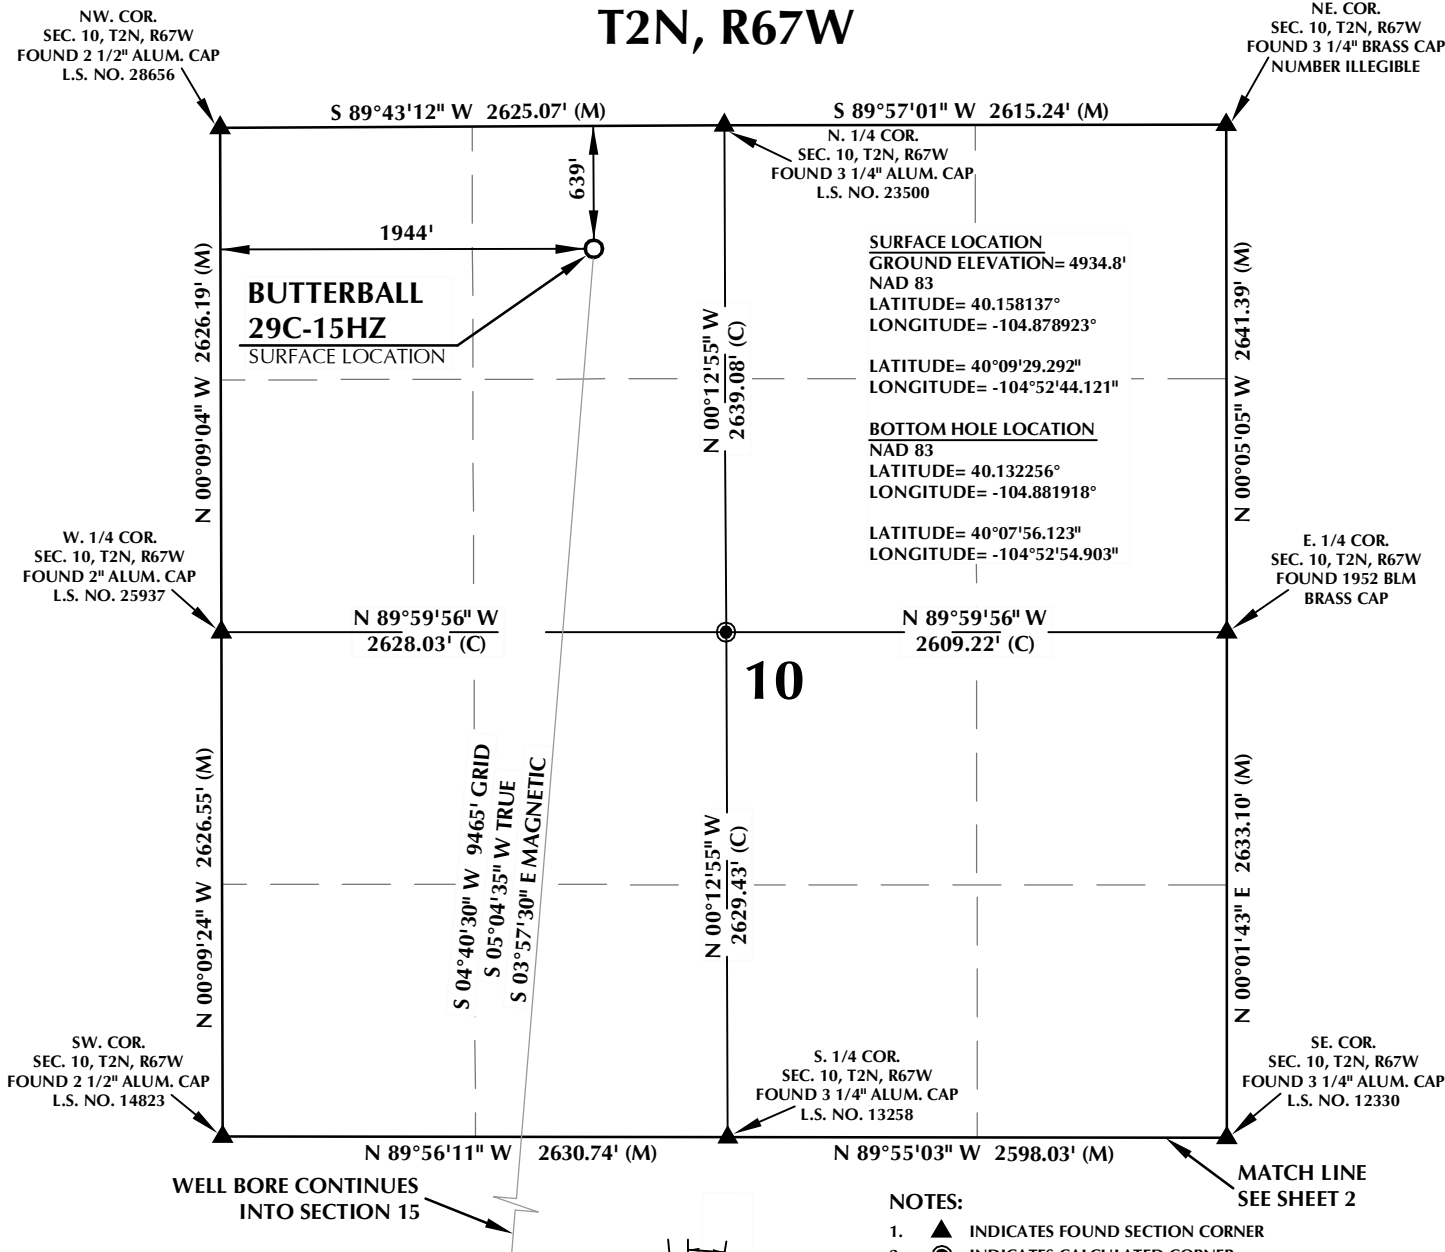 T2N, R67W
NW. COR.
SEC. 10, T2N, R67W
FOUND 2 1/2" ALUM. CAP
L.S. NO. 28656
NE. COR.
SEC. 10, T2N, R67W
FOUND 3 1/4" BRASS CAP
NUMBER ILLEGIBLE
S 89°43'12" W 2625.07' (M)
S 89°57'01" W 2615.24' (M)
N. 1/4 COR.
SEC. 10, T2N, R67W
FOUND 3 1/4" ALUM. CAP
L.S. NO. 23500
639'
1944'
BUTTERBALL
29C-15HZ
SURFACE LOCATION
SURFACE LOCATION
GROUND ELEVATION= 4934.8'
NAD 83
LATITUDE= 40.158137°
LONGITUDE= -104.878923°
LATITUDE= 40°09'29.292"
LONGITUDE= -104°52'44.121"
BOTTOM HOLE LOCATION
NAD 83
LATITUDE= 40.132256°
LONGITUDE= -104.881918°
LATITUDE= 40°07'56.123"
LONGITUDE= -104°52'54.903"
N 00°09'04" W 2626.19' (M)
N 00°12'55" W
2639.08' (C)
N 00°05'05" W 2641.39' (M)
W. 1/4 COR.
SEC. 10, T2N, R67W
FOUND 2" ALUM. CAP
L.S. NO. 25937
E. 1/4 COR.
SEC. 10, T2N, R67W
FOUND 1952 BLM
BRASS CAP
N 89°59'56" W
2628.03' (C)
N 89°59'56" W
2609.22' (C)
10
N 00°09'24" W 2626.55' (M)
S 04°40'30" W 9465' GRID
S 05°04'35" W TRUE
S 03°57'30" E MAGNETIC
N 00°12'55" W
2629.43' (C)
N 00°01'43" E 2633.10' (M)
SW. COR.
SEC. 10, T2N, R67W
FOUND 2 1/2" ALUM. CAP
L.S. NO. 14823
S. 1/4 COR.
SEC. 10, T2N, R67W
FOUND 3 1/4" ALUM. CAP
L.S. NO. 13258
SE. COR.
SEC. 10, T2N, R67W
FOUND 3 1/4" ALUM. CAP
L.S. NO. 12330
N 89°56'11" W 2630.74' (M)
N 89°55'03" W 2598.03' (M)
WELL BORE CONTINUES
INTO SECTION 15
MATCH LINE
SEE SHEET 2
NOTES:
1. INDICATES FOUND SECTION CORNER
2. INDICATES CALCULATED CORNER